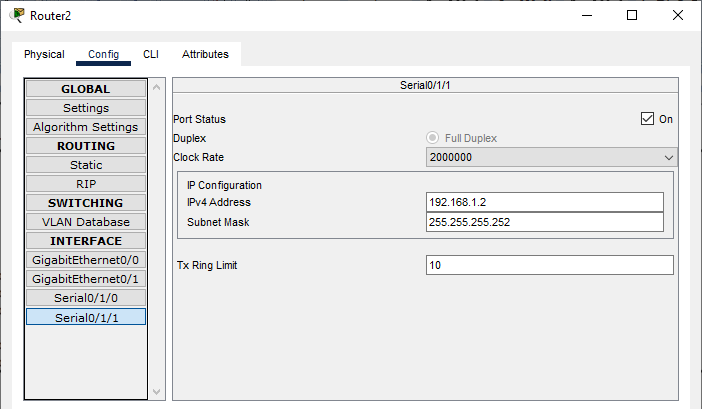 Router2
Physical Config CLI Attributes
GLOBAL
Settings
Algorithm Settings
ROUTING
Static
RIP
SWITCHING
VLAN Database
INTERFACE
GigabitEthernet0/0
GigabitEthernet0/1
Serial0/1/0
Serial0/1/1
Serial0/1/1
Port Status On
Duplex Full Duplex
Clock Rate 2000000
IP Configuration
IPv4 Address 192.168.1.2
Subnet Mask 255.255.255.252
Tx Ring Limit 10